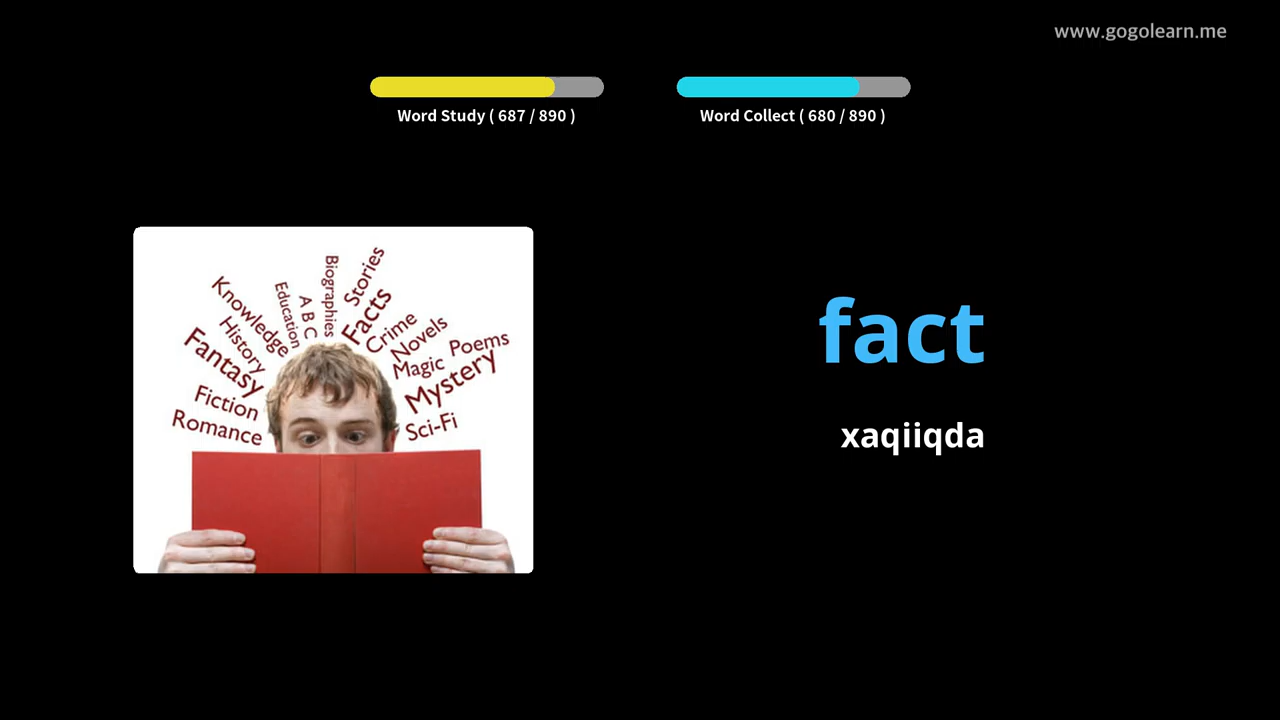 www.gogolearn.me
Word Study ( 687 / 890 )
Word Collect ( 680 / 890 )
Romance
Fiction
Fantasy
History
Knowledge
Education
A B C
Biographies
Stories
Facts
Crime
Novels
Magic
Poems
Mystery
Sci-Fi
fact
xaqiiqda